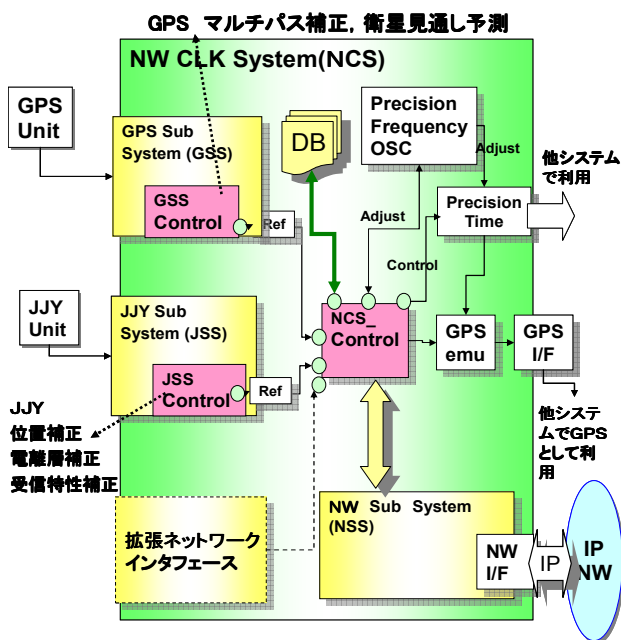 GPS マルチパス補正, 衛星見通し予測
NW CLK System(NCS)
GPS
Unit
GPS Sub
System (GSS)
GSS
Control
Ref
DB
Precision
Frequency
OSC
Adjust
Adjust
Control
Precision
Time
他システム
で利用
JJY
Unit
JJY Sub
System (JSS)
JSS
Control
Ref
NCS_
Control
GPS
emu
GPS
I/F
JJY
位置補正
電離層補正
受信特性補正
他システ
ムでGPS
として利
用
拡張ネットワーク
インタフェース
NW Sub System
(NSS)
NW
I/F
IP
IP
NW